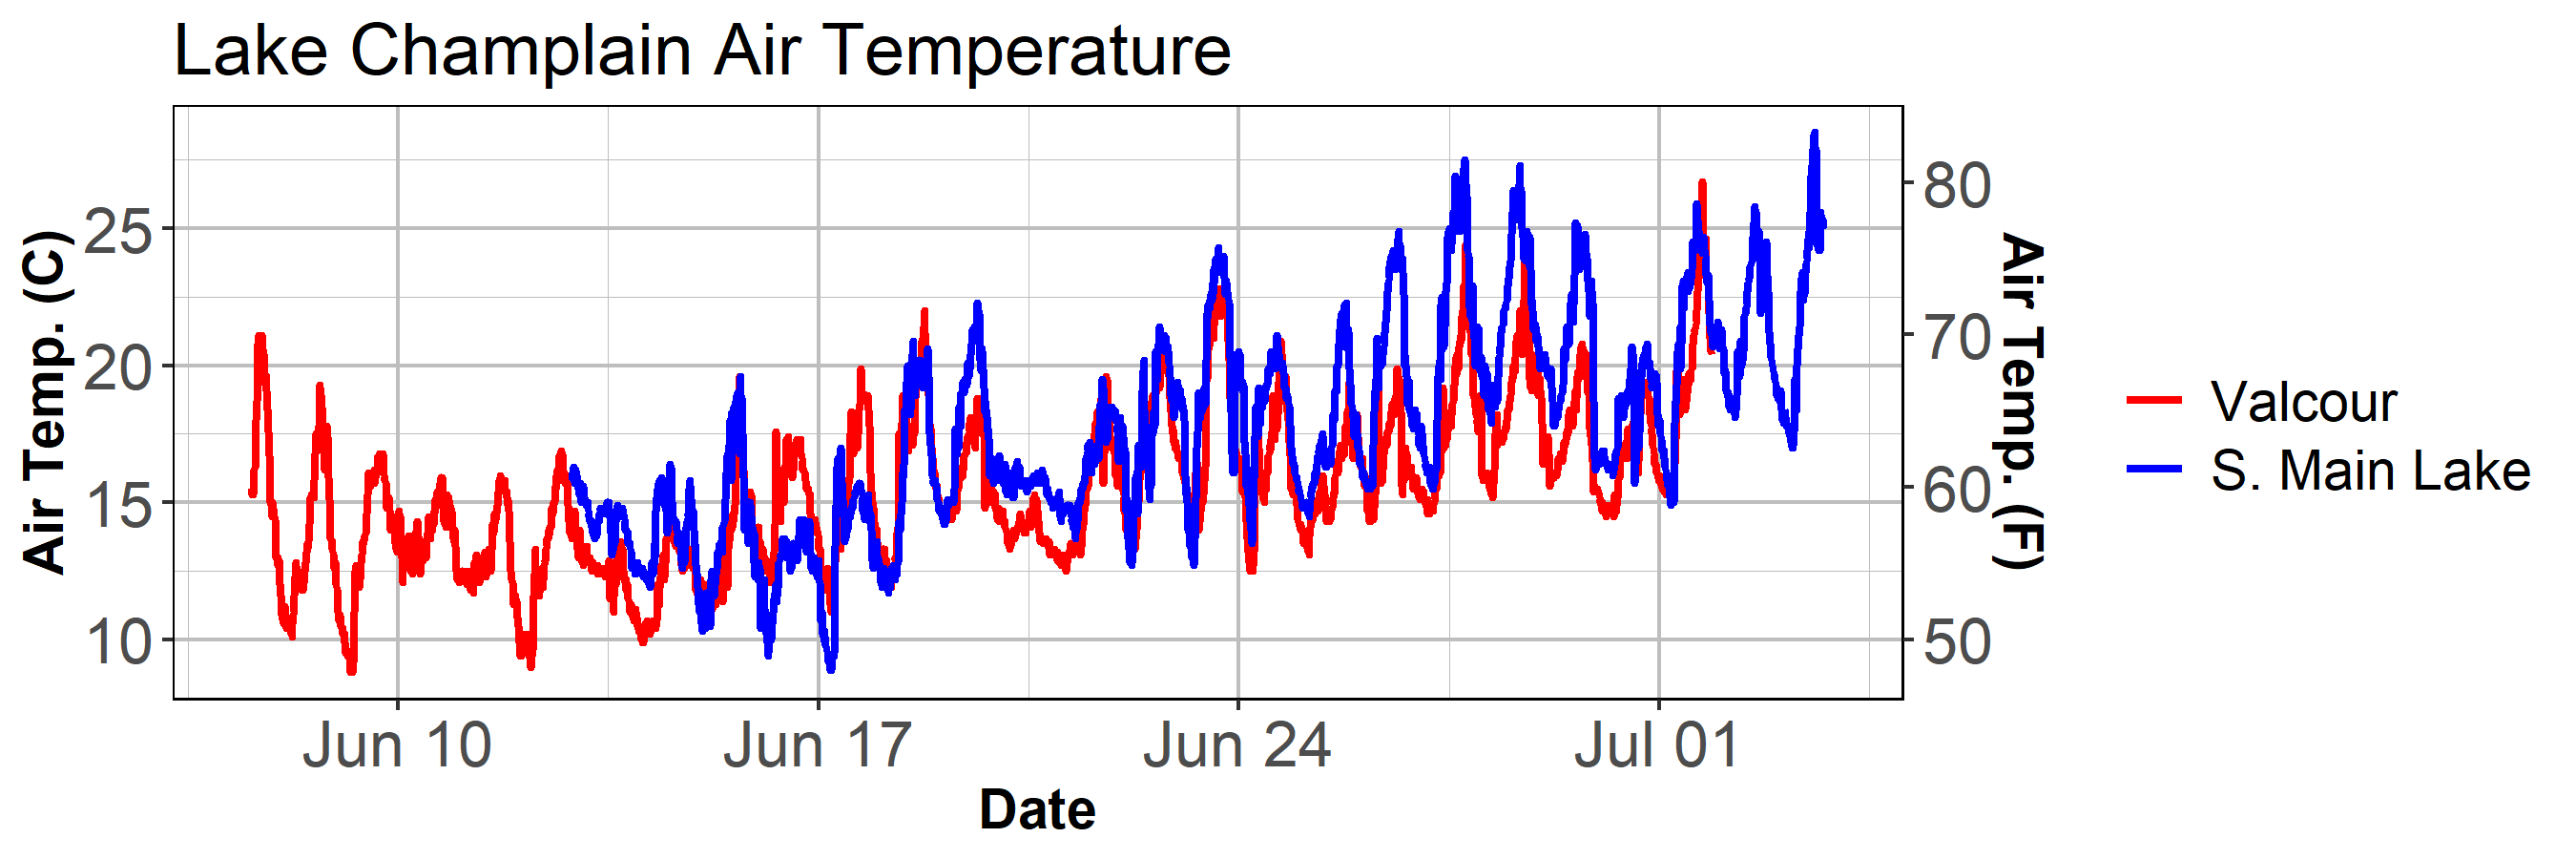 Lake Champlain Air Temperature
Air Temp. (C)
25
20
15
10
80
70
60
50
Air Temp. (F)
Jun 10
Jun 17
Jun 24
Jul 01
Date
Valcour
S. Main Lake